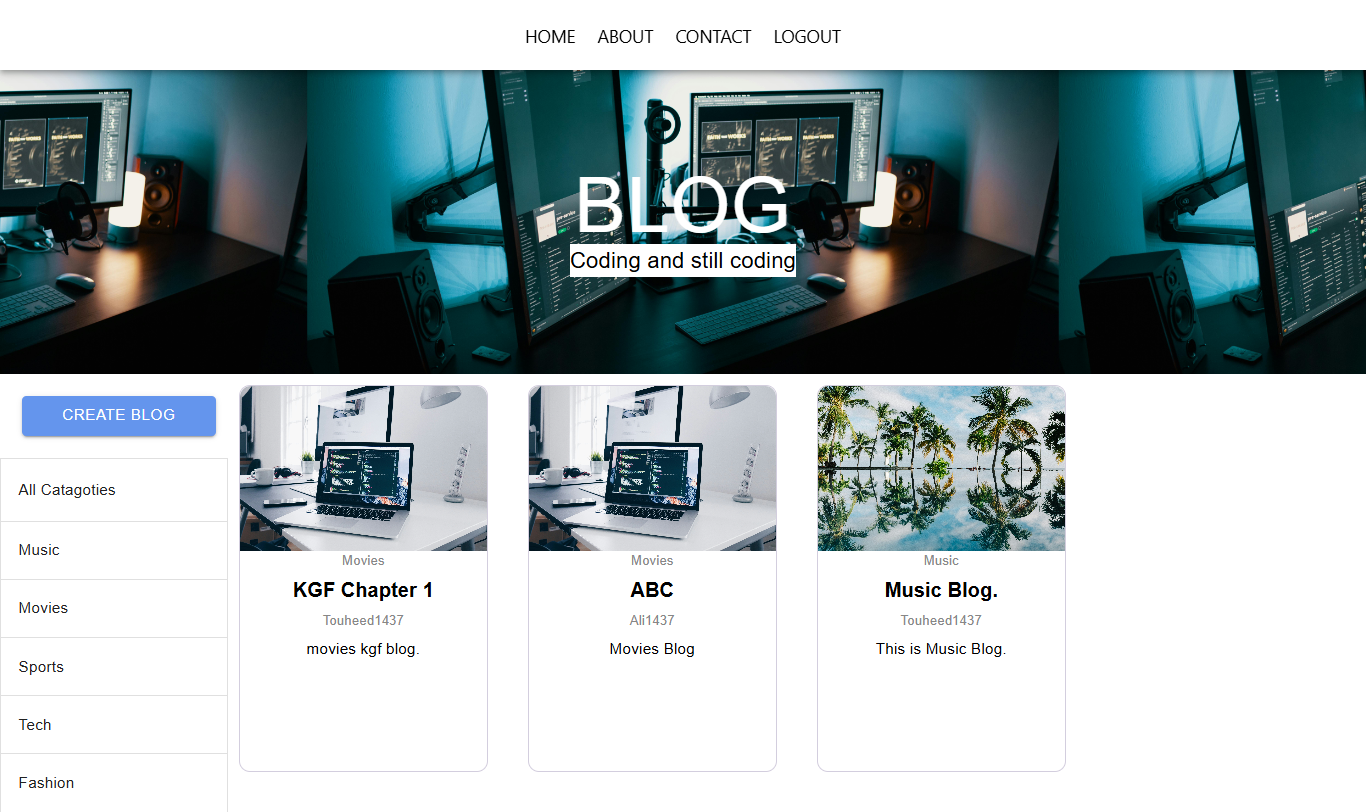 HOME ABOUT CONTACT LOGOUT
BLOG
Coding and still coding
CREATE BLOG
All Catagoties
Music
Movies
Sports
Tech
Fashion
Movies
KGF Chapter 1
Touheed1437
movies kgf blog.
Movies
ABC
Ali1437
Movies Blog
Music
Music Blog.
Touheed1437
This is Music Blog.